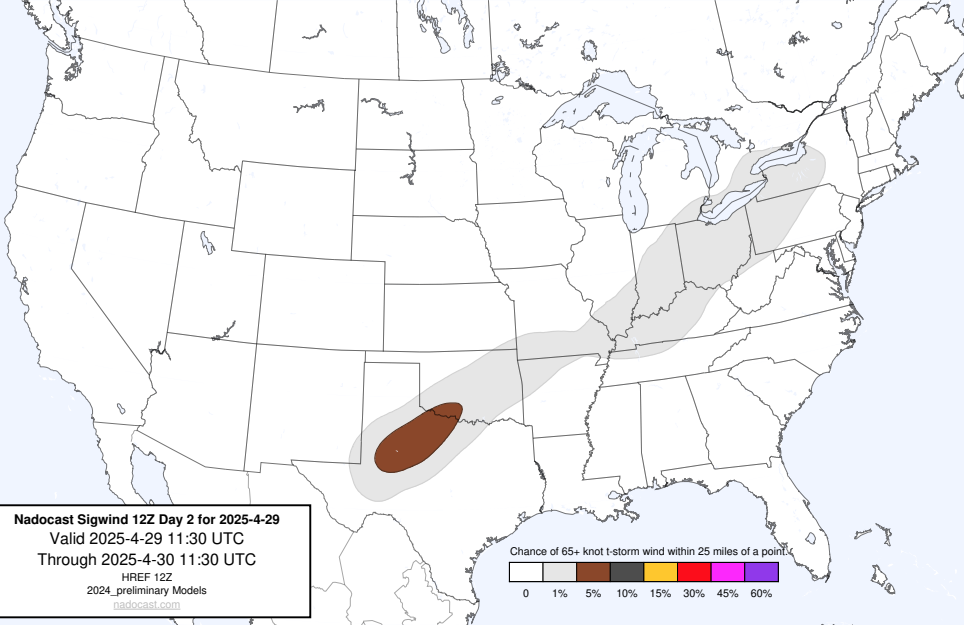 Nadocast Sigwind 12Z Day 2 for 2025-4-29
Valid 2025-4-29 11:30 UTC
Through 2025-4-30 11:30 UTC
HREF 12Z
2024_preliminary Models
nadocast.com
Chance of 65+ knot t-storm wind within 25 miles of a point.
0 1% 5% 10% 15% 30% 45% 60%